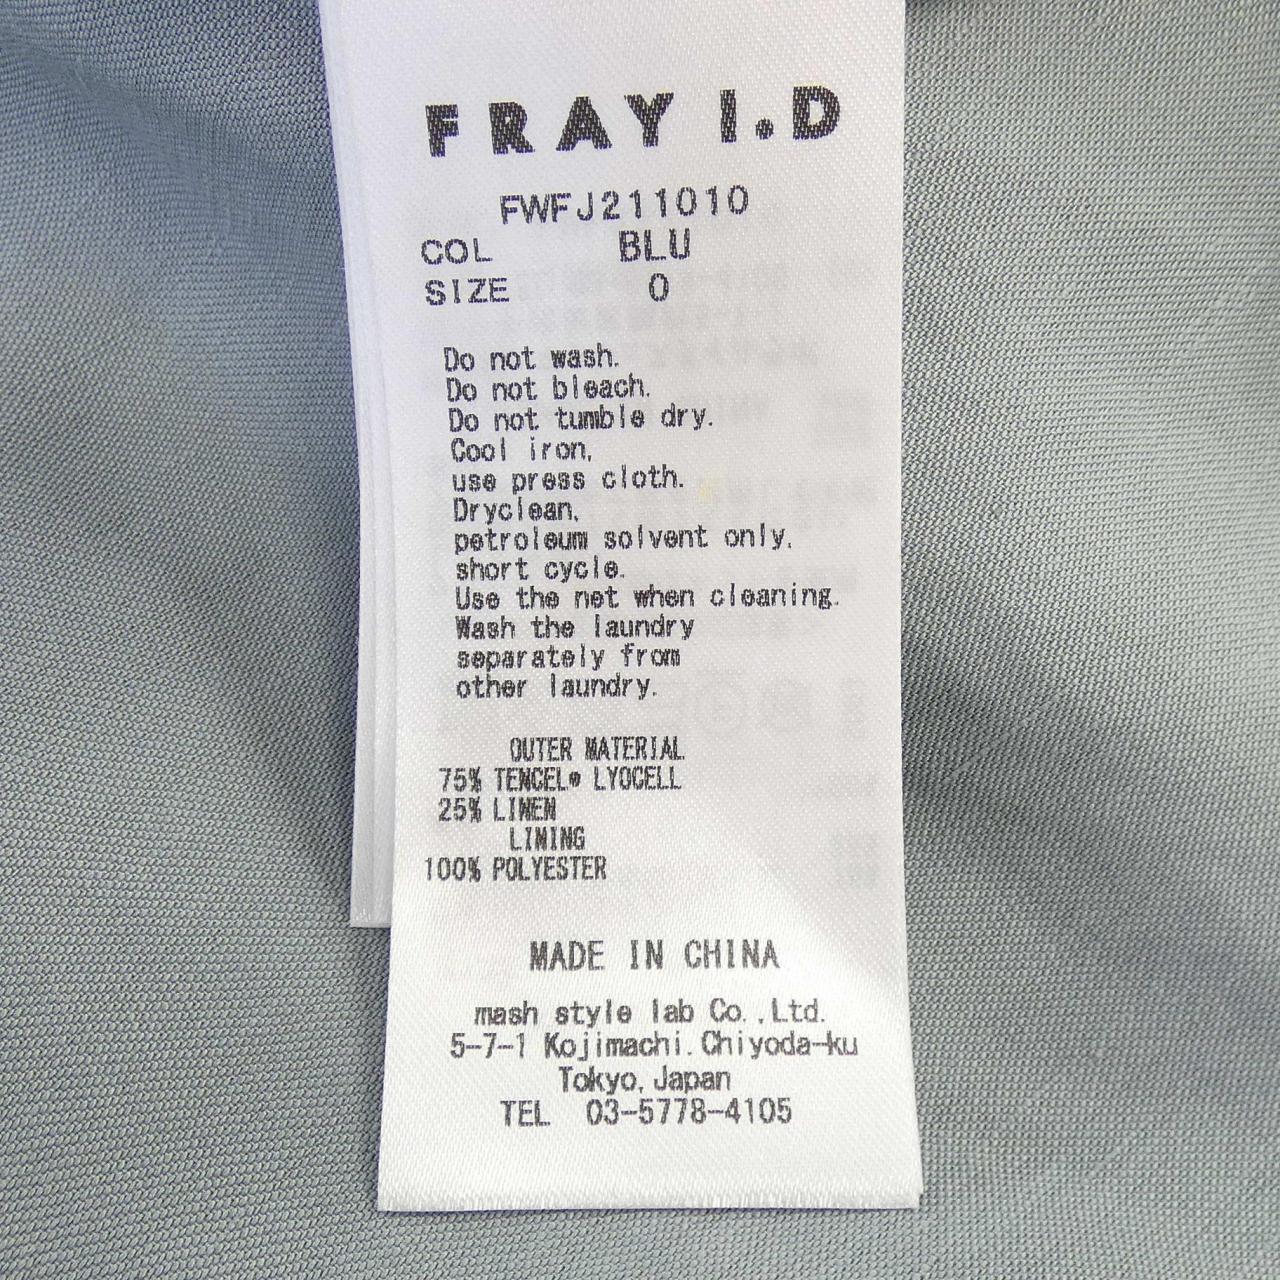 FRAY I.D
FWFJ211010
COL BLU
SIZE 0
Do not wash.
Do not bleach.
Do not tumble dry.
Cool iron,
use press cloth.
Dryclean,
petroleum solvent only,
short cycle.
Use the net when cleaning.
Wash the laundry
separately from
other laundry.
OUTER MATERIAL
75% TENCEL® LYOCELL
25% LINEN
LINING
100% POLYESTER
MADE IN CHINA
mash style lab Co.,Ltd.
5-7-1 Kojimachi.Chiyoda-ku
Tokyo,Japan
TEL 03-5778-4105